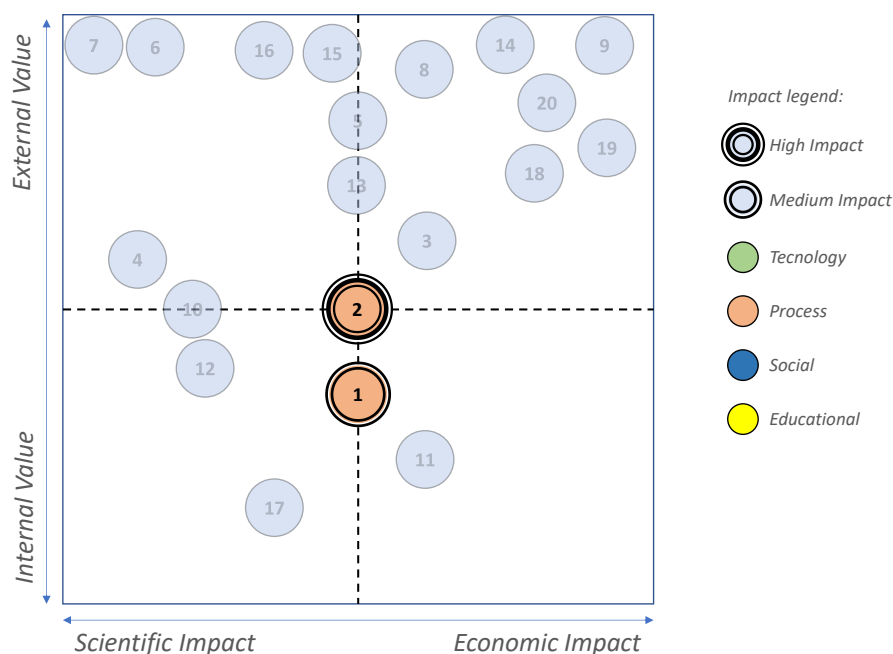 External Value
Internal Value
7
6
16
15
8
14
9
5
20
19
18
13
3
4
10
2
12
1
11
17
Scientific Impact
Economic Impact
Impact legend:
High Impact
Medium Impact
Tecnology
Process
Social
Educational